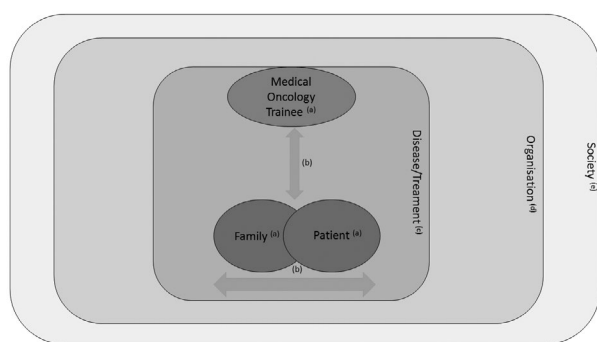 Medical
Oncology
Trainee (a)
(b)
Family (a)
Patient (a)
(b)
Disease/Treament (c)
Organisation (d)
Society (e)